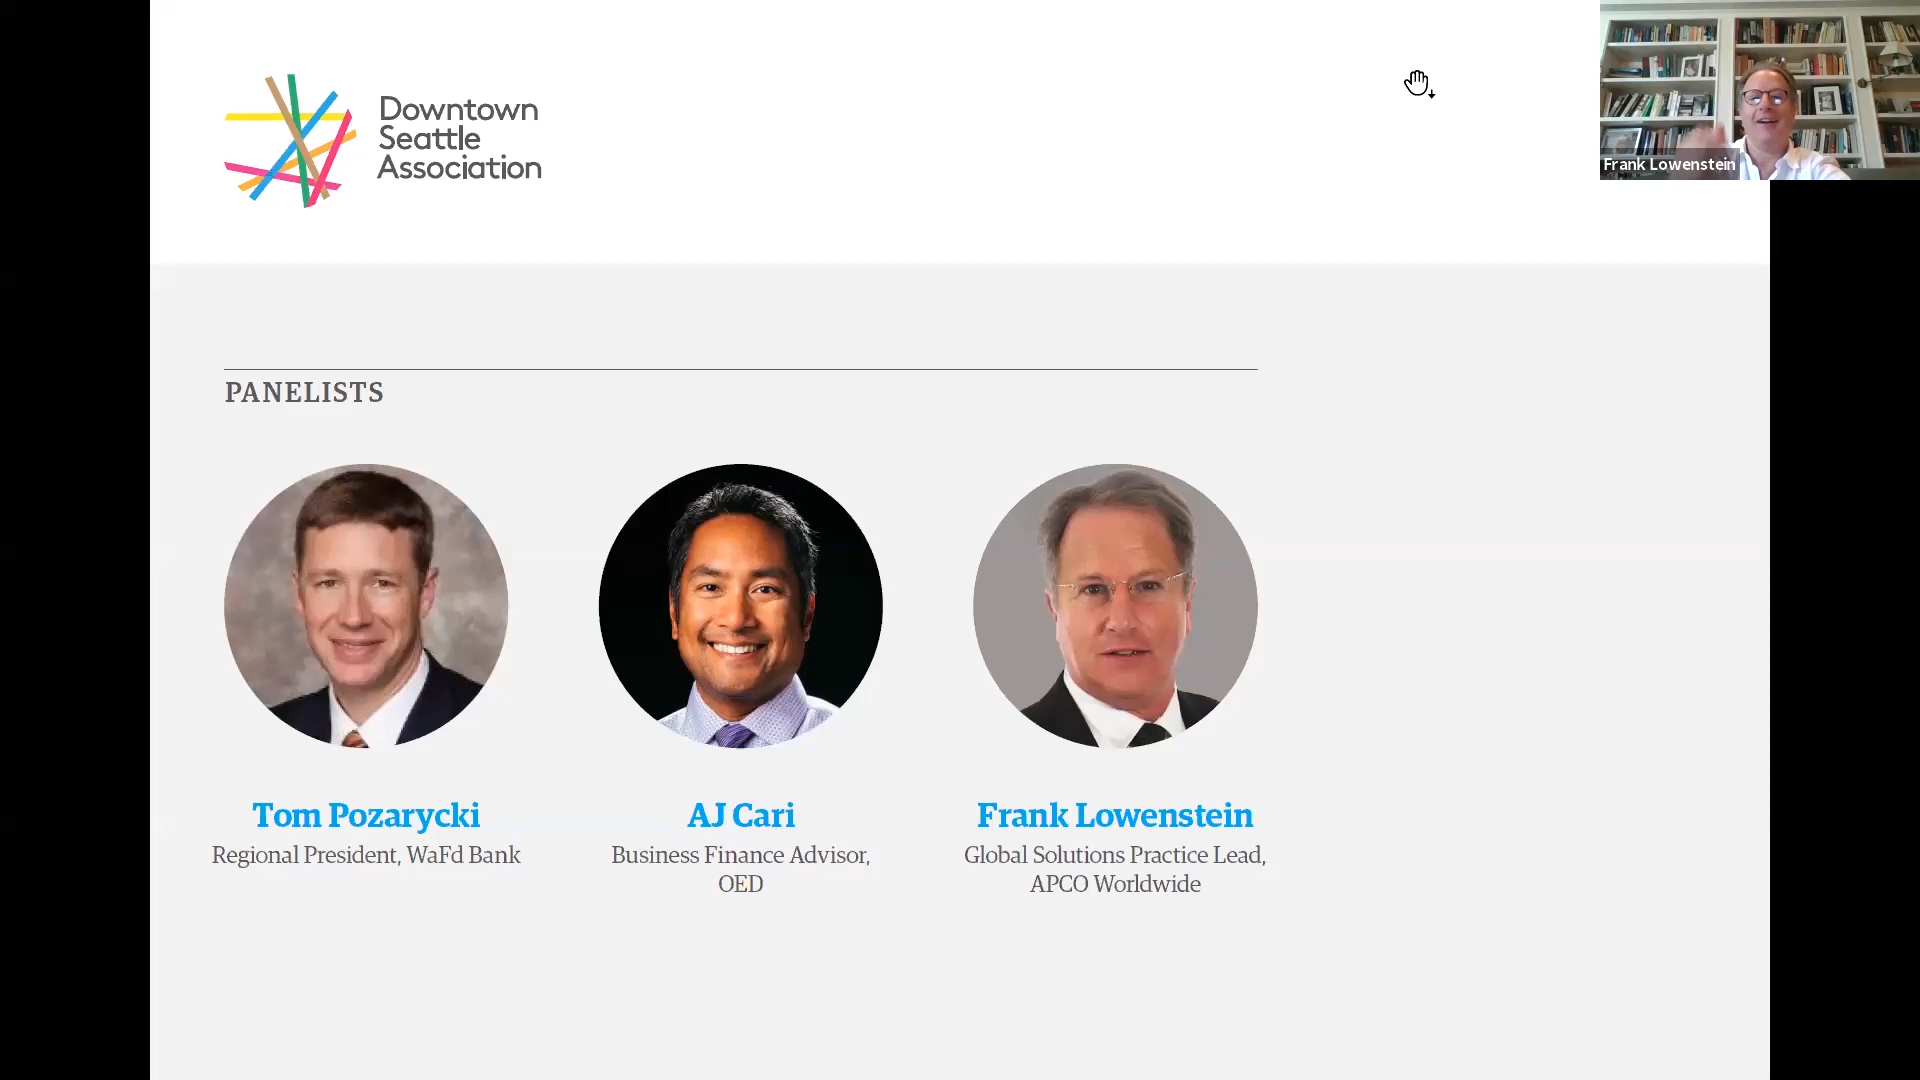 Downtown
Seattle
Association
Frank Lowenstein
PANELISTS
Tom Pozarycki
Regional President, WaFd Bank
AJ Cari
Business Finance Advisor,
OED
Frank Lowenstein
Global Solutions Practice Lead,
APCO Worldwide